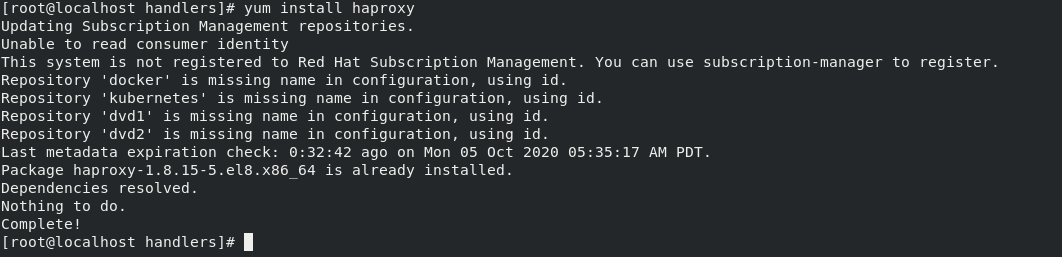 [root@localhost handlers]# yum install haproxy
Updating Subscription Management repositories.
Unable to read consumer identity
This system is not registered to Red Hat Subscription Management. You can use subscription-manager to register.
Repository 'docker' is missing name in configuration, using id.
Repository 'kubernetes' is missing name in configuration, using id.
Repository 'dvd1' is missing name in configuration, using id.
Repository 'dvd2' is missing name in configuration, using id.
Last metadata expiration check: 0:32:42 ago on Mon 05 Oct 2020 05:35:17 AM PDT.
Package haproxy-1.8.15-5.el8.x86_64 is already installed.
Dependencies resolved.
Nothing to do.
Complete!
[root@localhost handlers]#